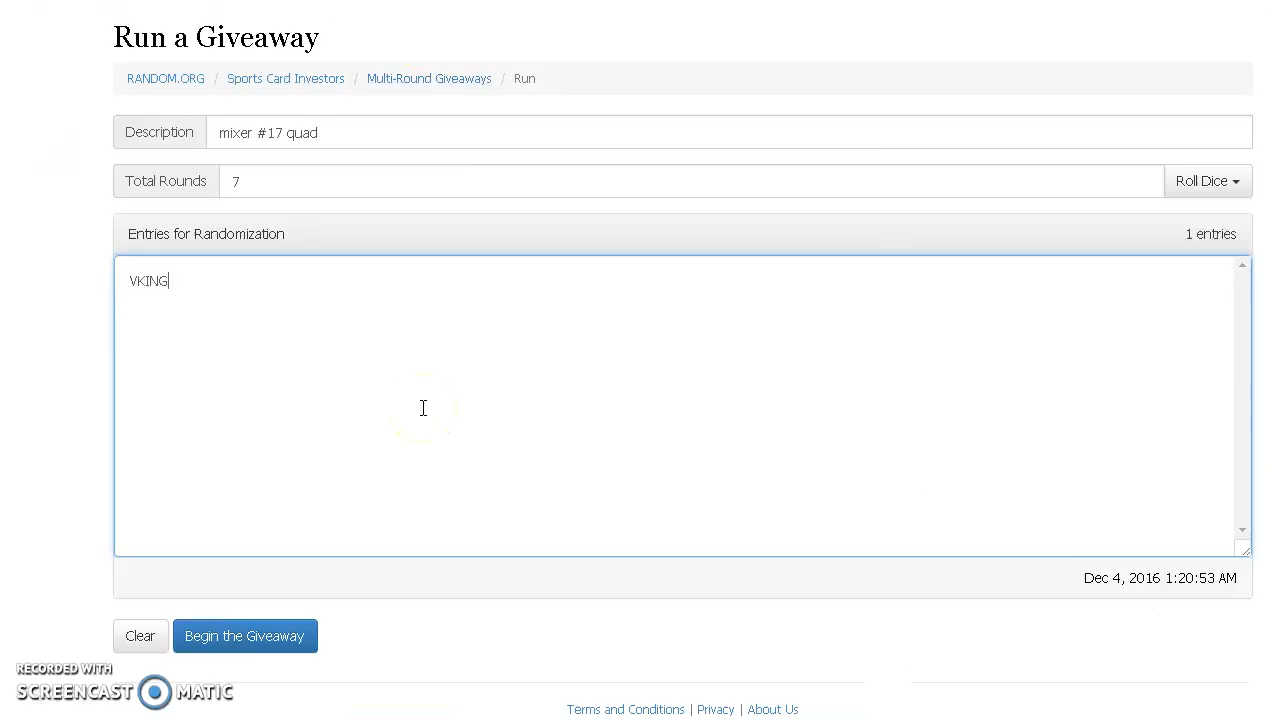 Run a Giveaway
RANDOM.ORG / Sports Card Investors / Multi-Round Giveaways / Run
Description mixer #17 quad
Total Rounds 7 Roll Dice
Entries for Randomization 1 entries
VKING
Dec 4, 2016 1:20:53 AM
Clear Begin the Giveaway
RECORDED WITH
SCREENCAST MATIC
Terms and Conditions | Privacy | About Us